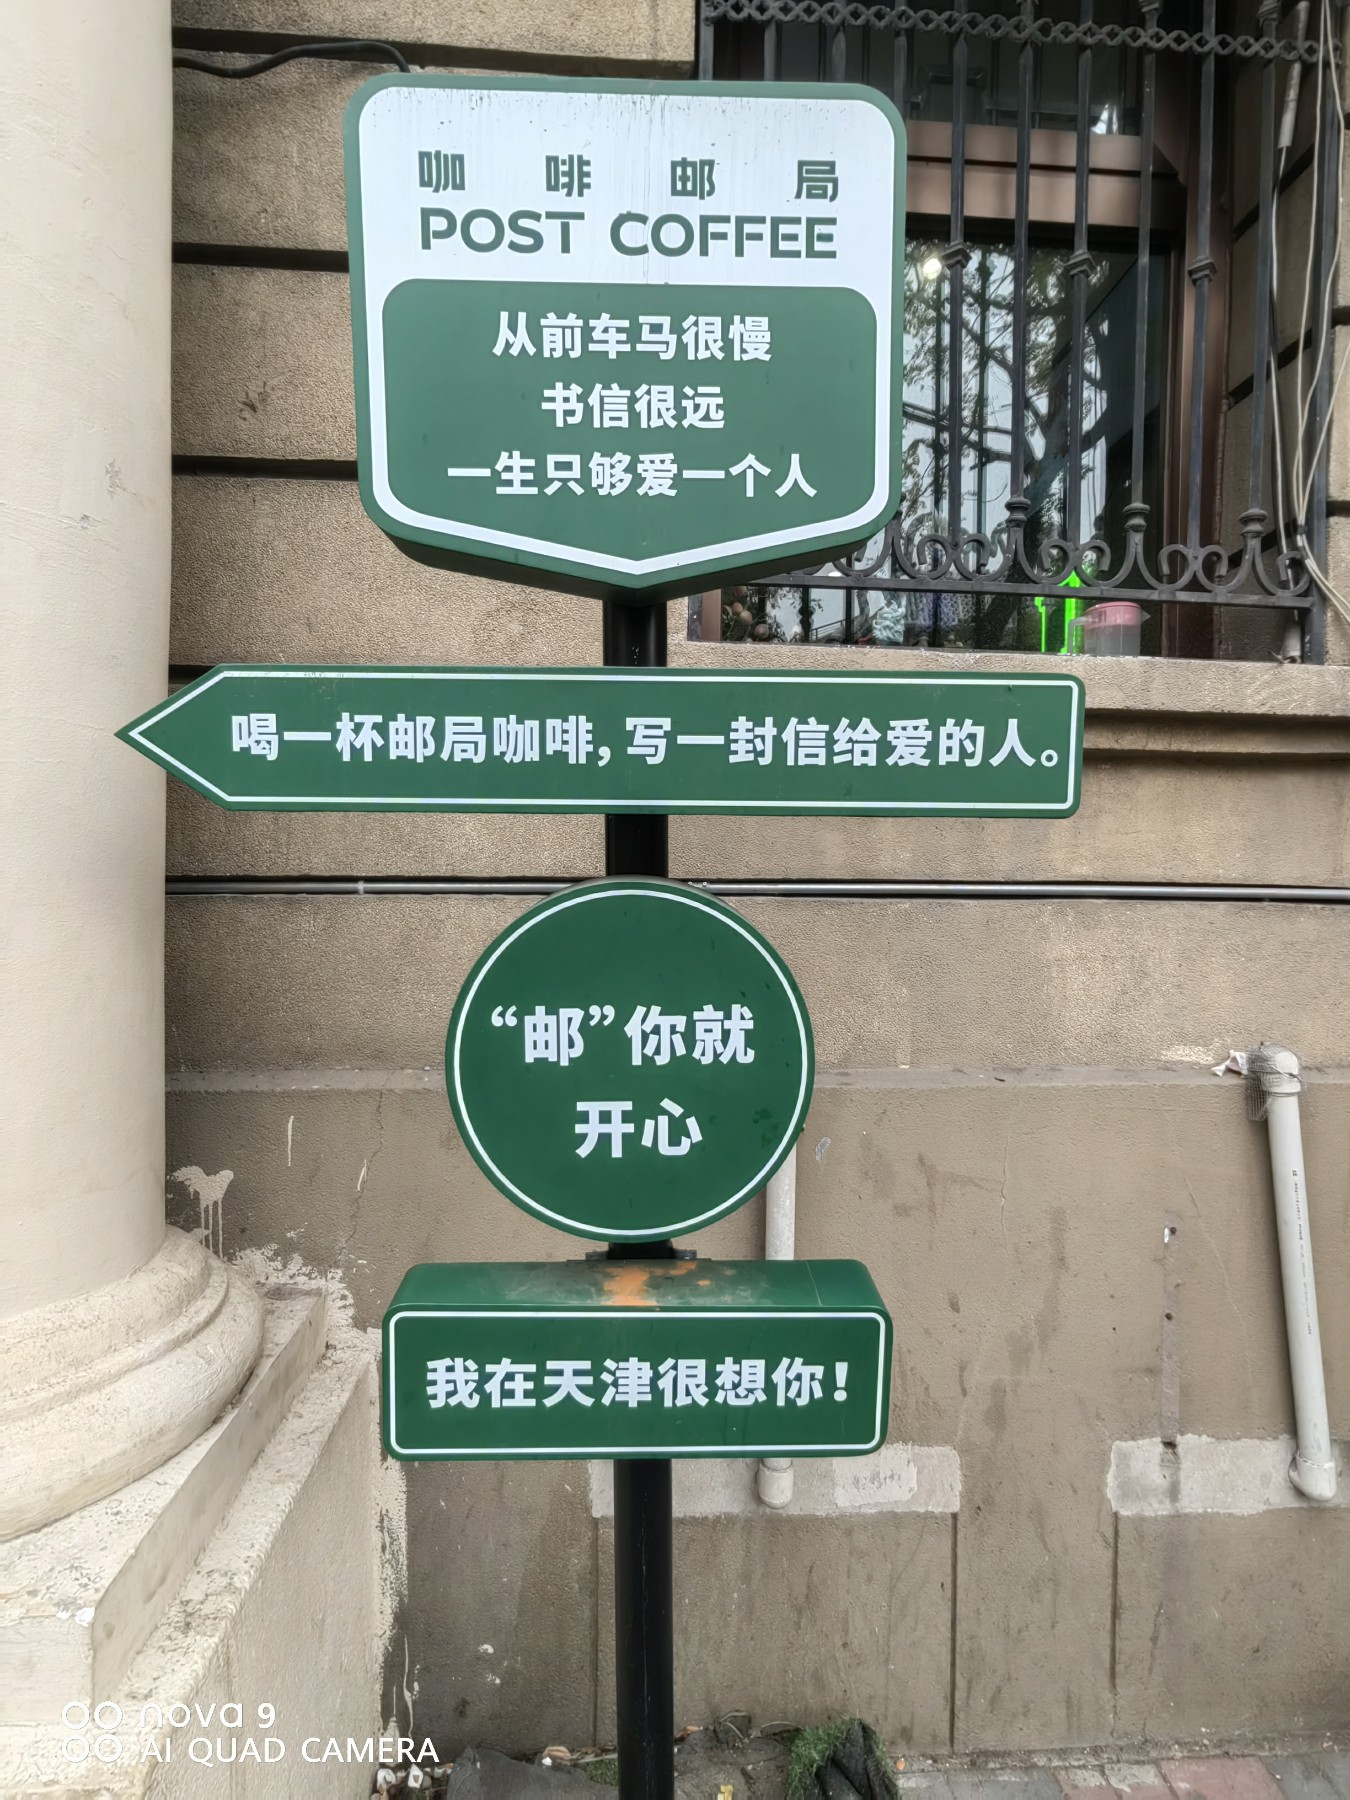 咖啡邮局
POST COFFEE
从前车马很慢
书信很远
一生只够爱一个人
喝一杯邮局咖啡，写一封信给爱的人。
“邮”你就
开心
我在天津很想你！
nova 9
AI QUAD CAMERA